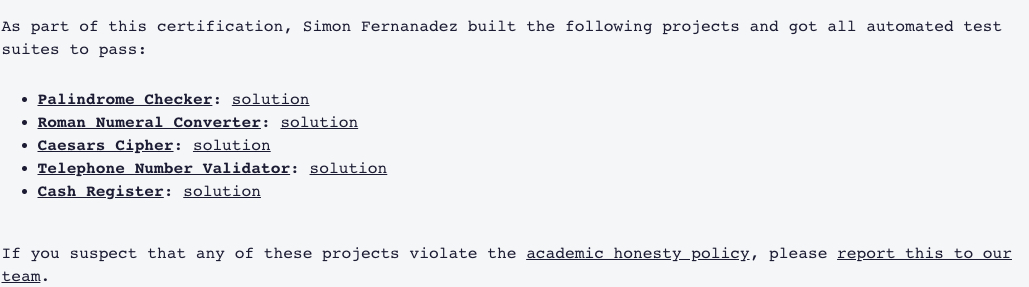 As part of this certification, Simon Fernanadez built the following projects and got all automated test
suites to pass:
• Palindrome Checker: solution
• Roman Numeral Converter: solution
• Caesars Cipher: solution
• Telephone Number Validator: solution
• Cash Register: solution
If you suspect that any of these projects violate the academic honesty policy, please report this to our
team.